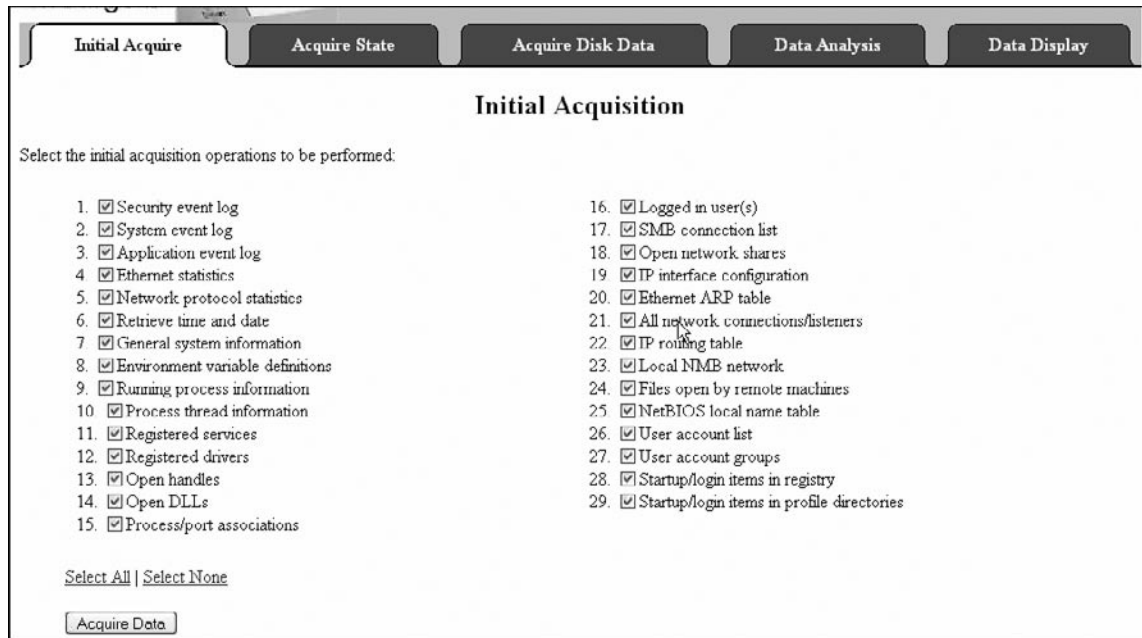 Initial Acquire
Acquire State
Acquire Disk Data
Data Analysis
Data Display
Initial Acquisition
Select the initial acquisition operations to be performed:
1. Security event log
2. System event log
3. Application event log
4. Ethernet statistics
5. Network protocol statistics
6. Retrieve time and date
7. General system information
8. Environment variable definitions
9. Running process information
10. Process thread information
11. Registered services
12. Registered drivers
13. Open handles
14. Open DLLs
15. Process/port associations
16. Logged in user(s)
17. SMB connection list
18. Open network shares
19. IP interface configuration
20. Ethernet ARP table
21. All network connections/listeners
22. IP routing table
23. Local NMB network
24. Files open by remote machines
25. NetBIOS local name table
26. User account list
27. User account groups
28. Startup/login items in registry
29. Startup/login items in profile directories
Select All | Select None
Acquire Data